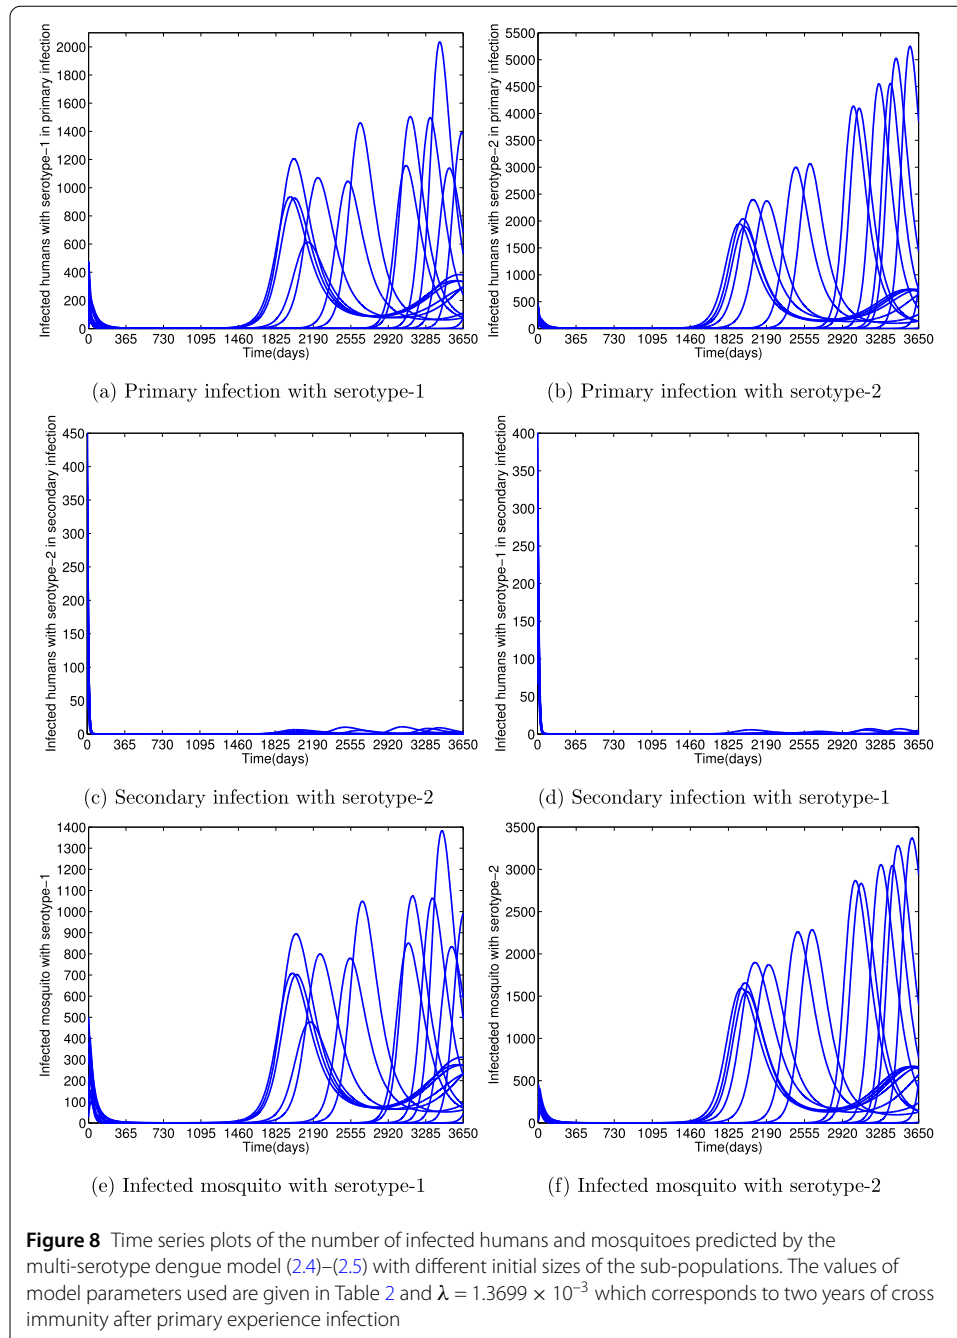 Infected humans with serotype−1 in primary infection
2000
1800
1600
1400
1200
1000
800
600
400
200
0
0 365 730 1095 1460 1825 2190 2555 2920 3285 3650
Time(days)
(a) Primary infection with serotype-1
Infected humans with serotype−2 in primary infection
5500
5000
4500
4000
3500
3000
2500
2000
1500
1000
500
0
0 365 730 1095 1460 1825 2190 2555 2920 3285 3650
Time(days)
(b) Primary infection with serotype-2
Infected humans with serotype−2 in secondary infection
450
400
350
300
250
200
150
100
50
0
0 365 730 1095 1460 1825 2190 2555 2920 3285 3650
Time(days)
(c) Secondary infection with serotype-2
Infected humans with serotype−1 in secondary infection
400
350
300
250
200
150
100
50
0
0 365 730 1095 1460 1825 2190 2555 2920 3285 3650
Time(days)
(d) Secondary infection with serotype-1
Infected mosquito with serotype−1
1400
1300
1200
1100
1000
900
800
700
600
500
400
300
200
100
0
0 365 730 1095 1460 1825 2190 2555 2920 3285 3650
Time(days)
(e) Infected mosquito with serotype-1
Infecteded mosquito with serotype−2
3500
3000
2500
2000
1500
1000
500
0
0 365 730 1095 1460 1825 2190 2555 2920 3285 3650
Time(days)
(f) Infected mosquito with serotype-2
Figure 8 Time series plots of the number of infected humans and mosquitoes predicted by the
multi-serotype dengue model (2.4)–(2.5) with different initial sizes of the sub-populations. The values of
model parameters used are given in Table 2 and λ = 1.3699 × 10⁻³ which corresponds to two years of cross
immunity after primary experience infection